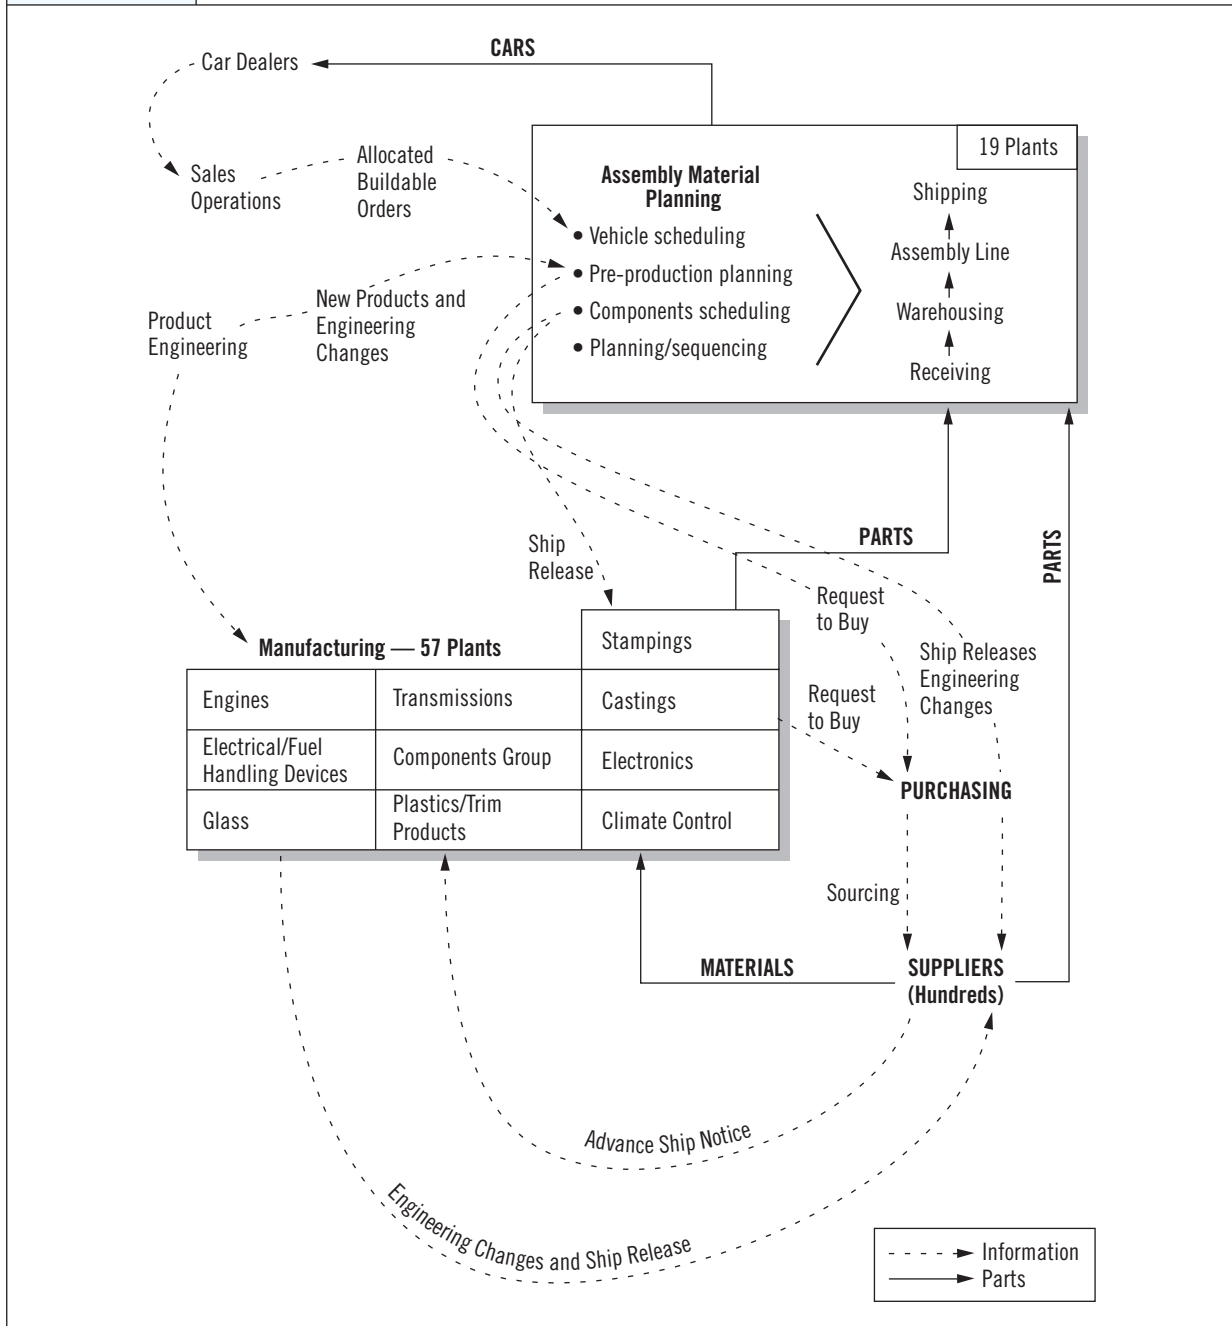 CARS
Car Dealers
19 Plants
Allocated
Buildable
Orders
Sales
Operations
Assembly Material
Planning
• Vehicle scheduling
• Pre-production planning
• Components scheduling
• Planning/sequencing
Shipping
Assembly Line
Warehousing
Receiving
New Products and
Engineering
Changes
Product
Engineering
PARTS
PARTS
Ship
Release
Request
to Buy
Ship Releases
Engineering
Changes
Request
to Buy
Manufacturing — 57 Plants
Stampings
Engines
Transmissions
Castings
Electrical/Fuel
Handling Devices
Components Group
Electronics
Glass
Plastics/Trim
Products
Climate Control
PURCHASING
Sourcing
MATERIALS
SUPPLIERS
(Hundreds)
Advance Ship Notice
Engineering Changes and Ship Release
Information
Parts